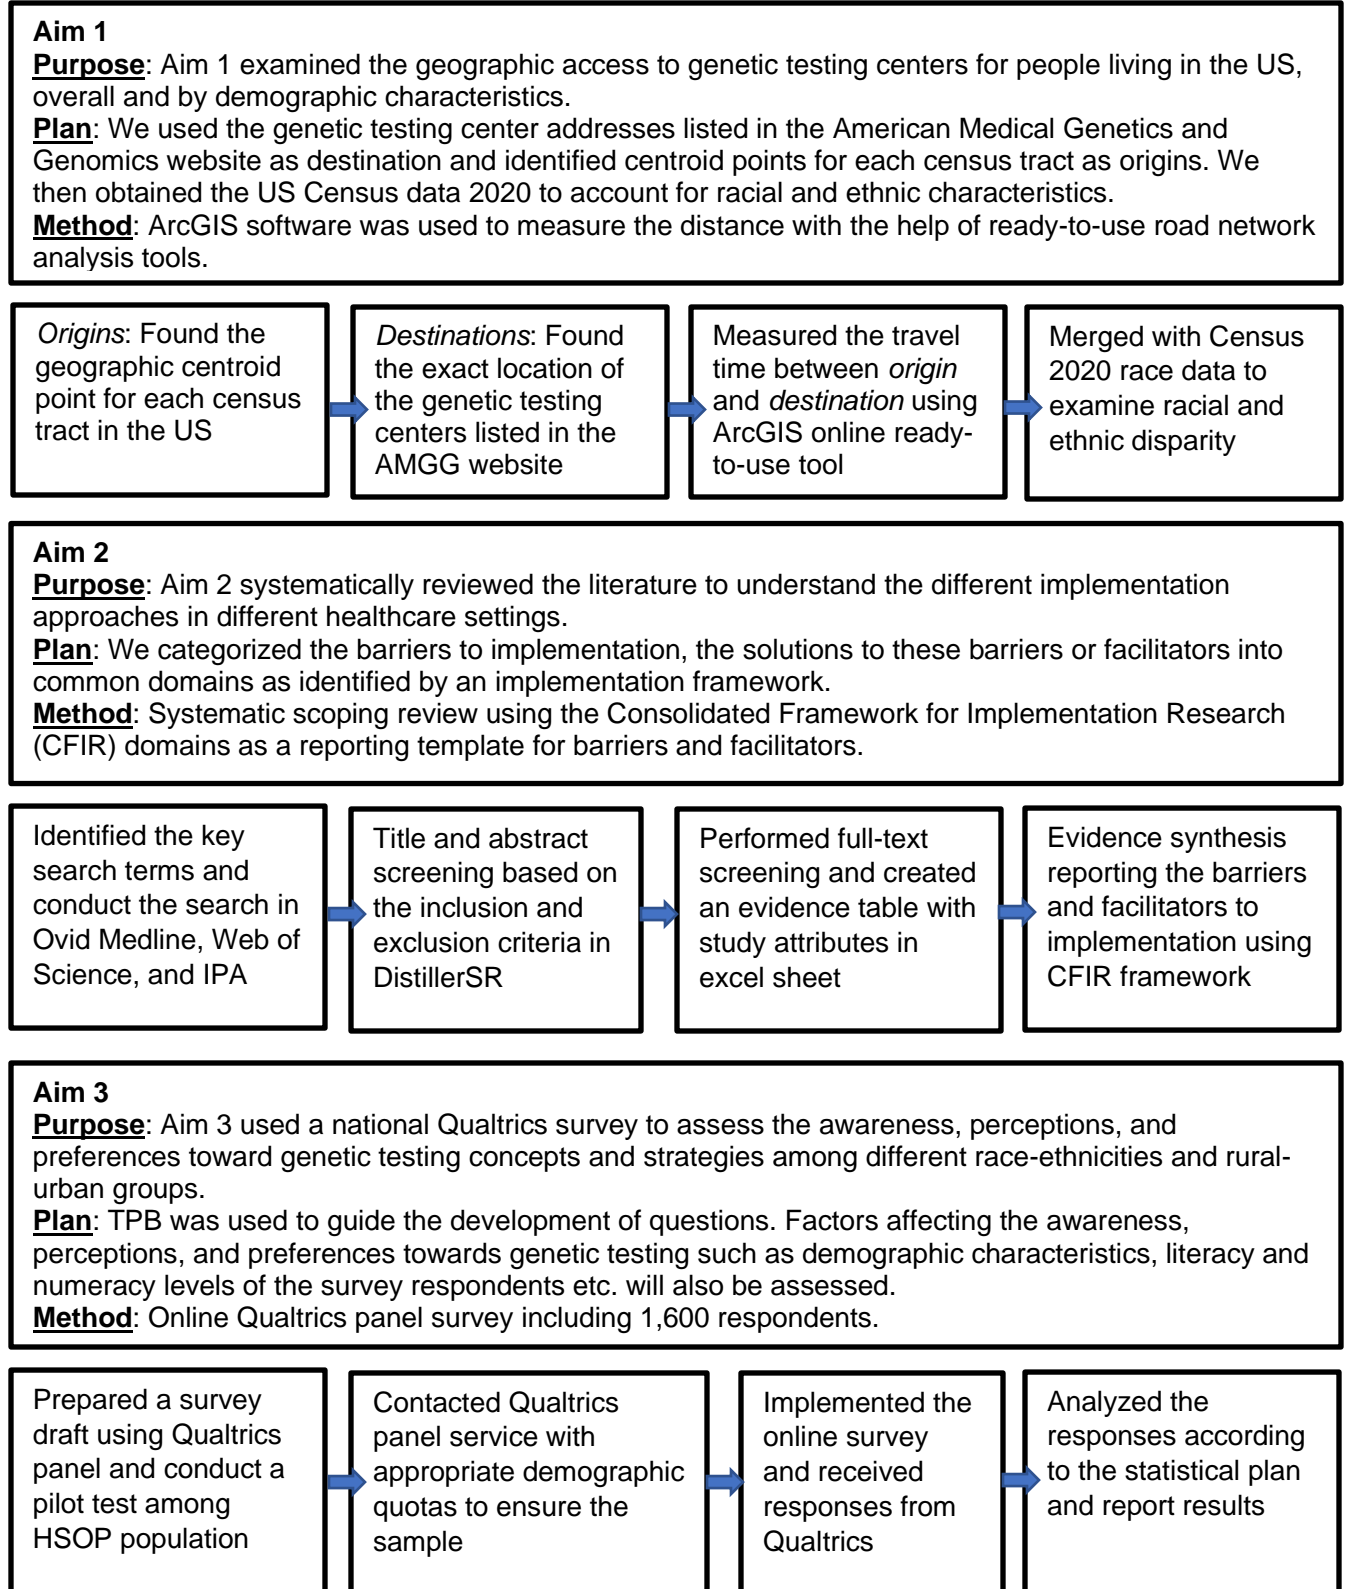 Aim 1
Purpose: Aim 1 examined the geographic access to genetic testing centers for people living in the US,
overall and by demographic characteristics.
Plan: We used the genetic testing center addresses listed in the American Medical Genetics and
Genomics website as destination and identified centroid points for each census tract as origins. We
then obtained the US Census data 2020 to account for racial and ethnic characteristics.
Method: ArcGIS software was used to measure the distance with the help of ready-to-use road network
analysis tools.
Origins: Found the
geographic centroid
point for each census
tract in the US
Destinations: Found
the exact location of
the genetic testing
centers listed in the
AMGG website
Measured the travel
time between origin
and destination using
ArcGIS online ready-
to-use tool
Merged with Census
2020 race data to
examine racial and
ethnic disparity
Aim 2
Purpose: Aim 2 systematically reviewed the literature to understand the different implementation
approaches in different healthcare settings.
Plan: We categorized the barriers to implementation, the solutions to these barriers or facilitators into
common domains as identified by an implementation framework.
Method: Systematic scoping review using the Consolidated Framework for Implementation Research
(CFIR) domains as a reporting template for barriers and facilitators.
Identified the key
search terms and
conduct the search in
Ovid Medline, Web of
Science, and IPA
Title and abstract
screening based on
the inclusion and
exclusion criteria in
DistillerSR
Performed full-text
screening and created
an evidence table with
study attributes in
excel sheet
Evidence synthesis
reporting the barriers
and facilitators to
implementation using
CFIR framework
Aim 3
Purpose: Aim 3 used a national Qualtrics survey to assess the awareness, perceptions, and
preferences toward genetic testing concepts and strategies among different race-ethnicities and rural-
urban groups.
Plan: TPB was used to guide the development of questions. Factors affecting the awareness,
perceptions, and preferences towards genetic testing such as demographic characteristics, literacy and
numeracy levels of the survey respondents etc. will also be assessed.
Method: Online Qualtrics panel survey including 1,600 respondents.
Prepared a survey
draft using Qualtrics
panel and conduct a
pilot test among
HSOP population
Contacted Qualtrics
panel service with
appropriate demographic
quotas to ensure the
sample
Implemented the
online survey
and received
responses from
Qualtrics
Analyzed the
responses according
to the statistical plan
and report results